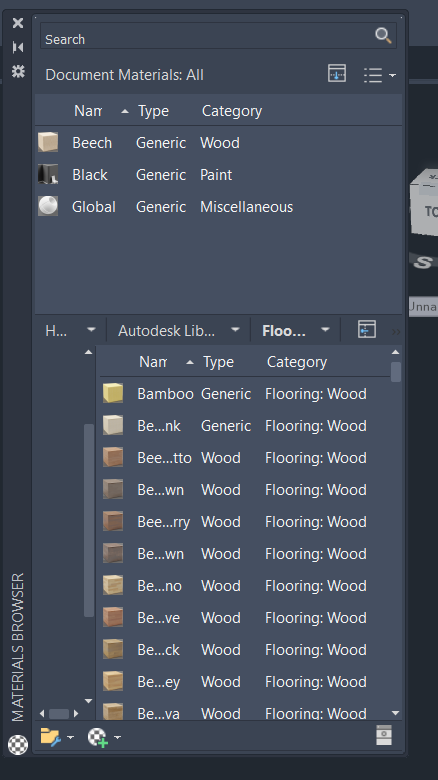 Search
Document Materials: All
Nam Type Category
Beech Generic Wood
Black Generic Paint
Global Generic Miscellaneous
H... Autodesk Lib... Floo...
Nam Type Category
Bamboo Generic Flooring: Wood
Be...nk Generic Flooring: Wood
Bee...tto Wood Flooring: Wood
Be...wn Wood Flooring: Wood
Bee...rry Wood Flooring: Wood
Be...wn Wood Flooring: Wood
Be...no Wood Flooring: Wood
Be...ve Wood Flooring: Wood
Be...ck Wood Flooring: Wood
Be...ey Wood Flooring: Wood
Be...va Wood Flooring: Wood
MATERIALS BROWSER
TO
S
Unna